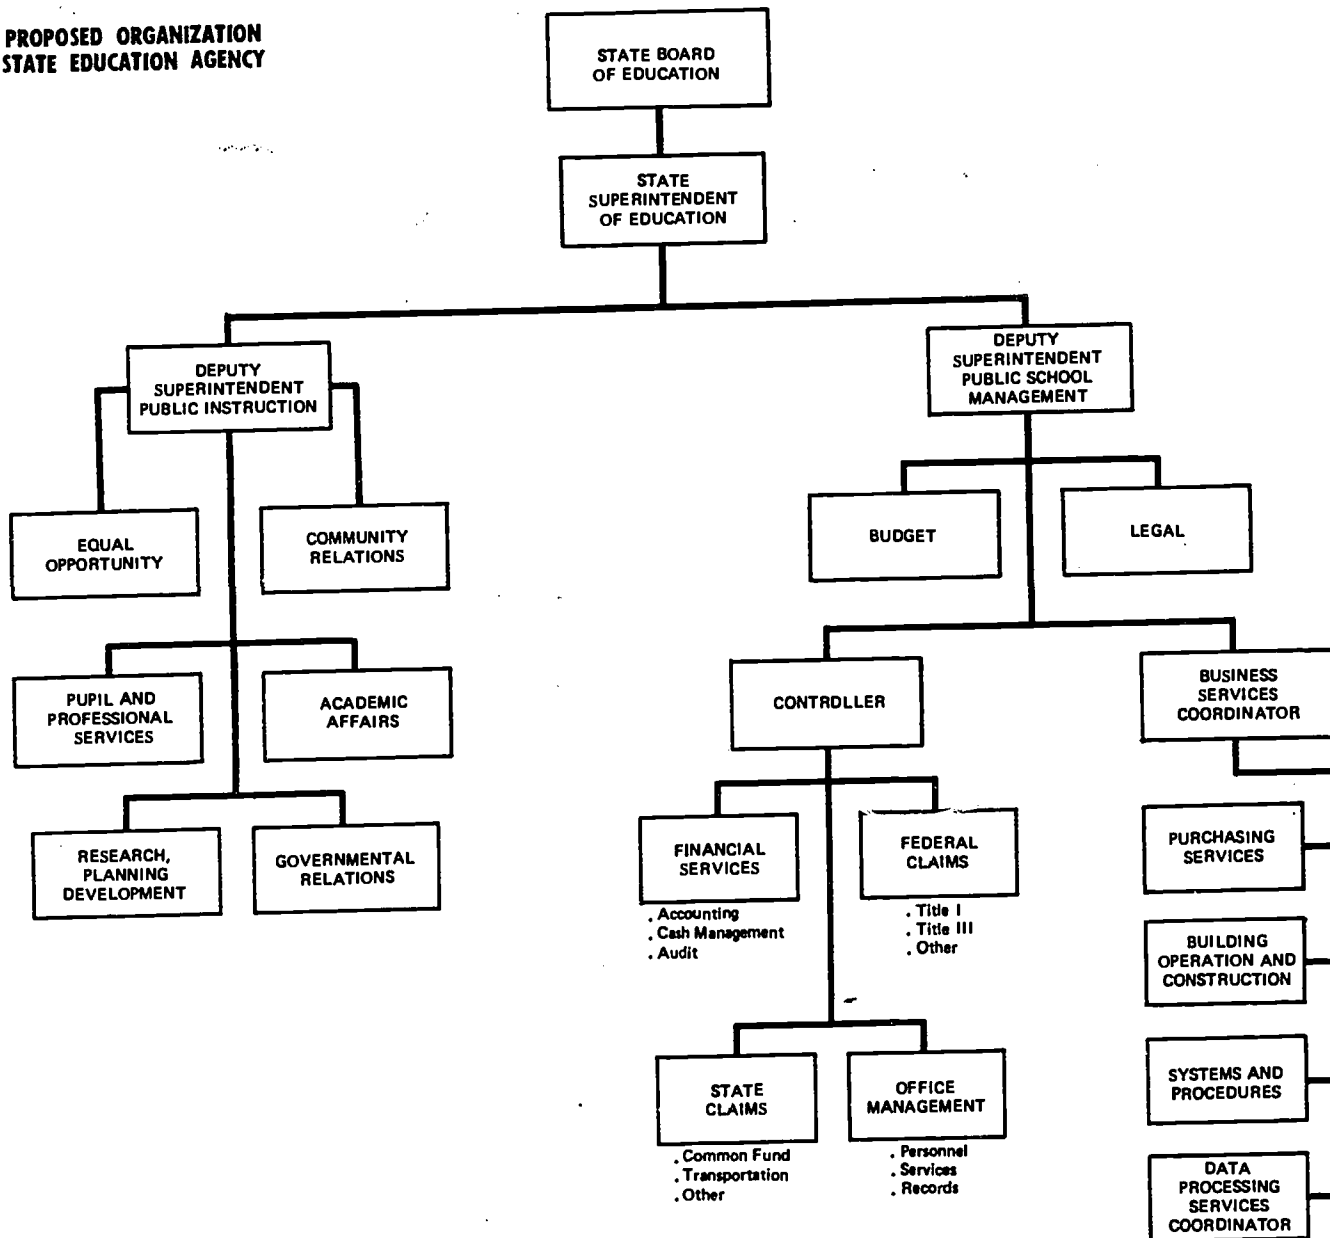 PROPOSED ORGANIZATION
STATE EDUCATION AGENCY
STATE BOARD
OF EDUCATION
STATE
SUPERINTENDENT
OF EDUCATION
DEPUTY
SUPERINTENDENT
PUBLIC INSTRUCTION
DEPUTY
SUPERINTENDENT
PUBLIC SCHOOL
MANAGEMENT
EQUAL
OPPORTUNITY
COMMUNITY
RELATIONS
BUDGET
LEGAL
PUPIL AND
PROFESSIONAL
SERVICES
ACADEMIC
AFFAIRS
CONTROLLER
BUSINESS
SERVICES
COORDINATOR
RESEARCH,
PLANNING
DEVELOPMENT
GOVERNMENTAL
RELATIONS
FINANCIAL
SERVICES
. Accounting
. Cash Management
. Audit
FEDERAL
CLAIMS
. Title I
. Title III
. Other
PURCHASING
SERVICES
BUILDING
OPERATION AND
CONSTRUCTION
STATE
CLAIMS
. Common Fund
. Transportation
. Other
OFFICE
MANAGEMENT
. Personnel
. Services
. Records
SYSTEMS AND
PROCEDURES
DATA
PROCESSING
SERVICES
COORDINATOR